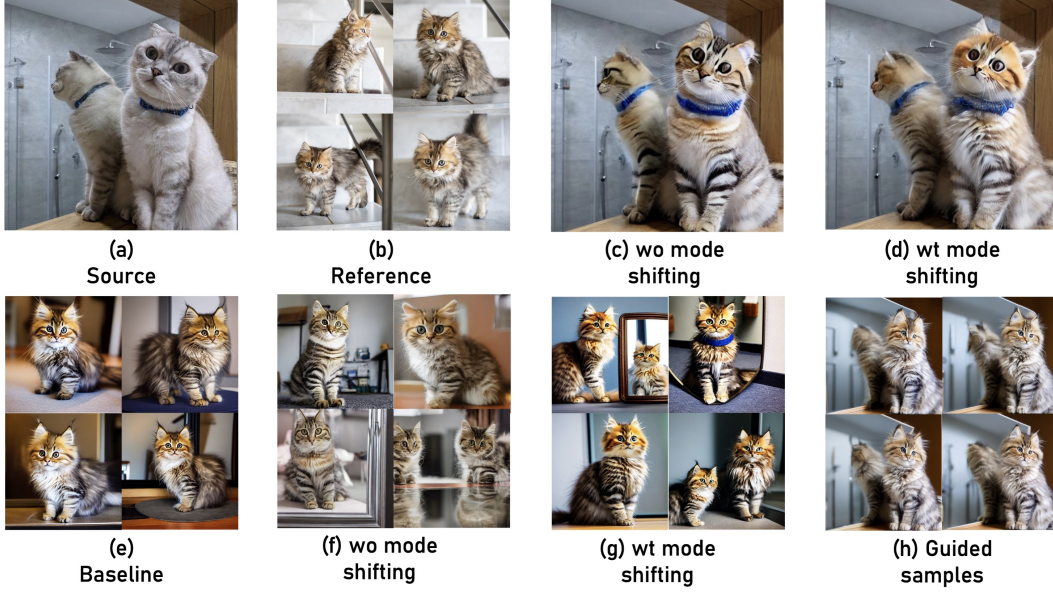 (a)
Source
(b)
Reference
(c) wo mode
shifting
(d) wt mode
shifting
(e)
Baseline
(f) wo mode
shifting
(g) wt mode
shifting
(h) Guided
samples